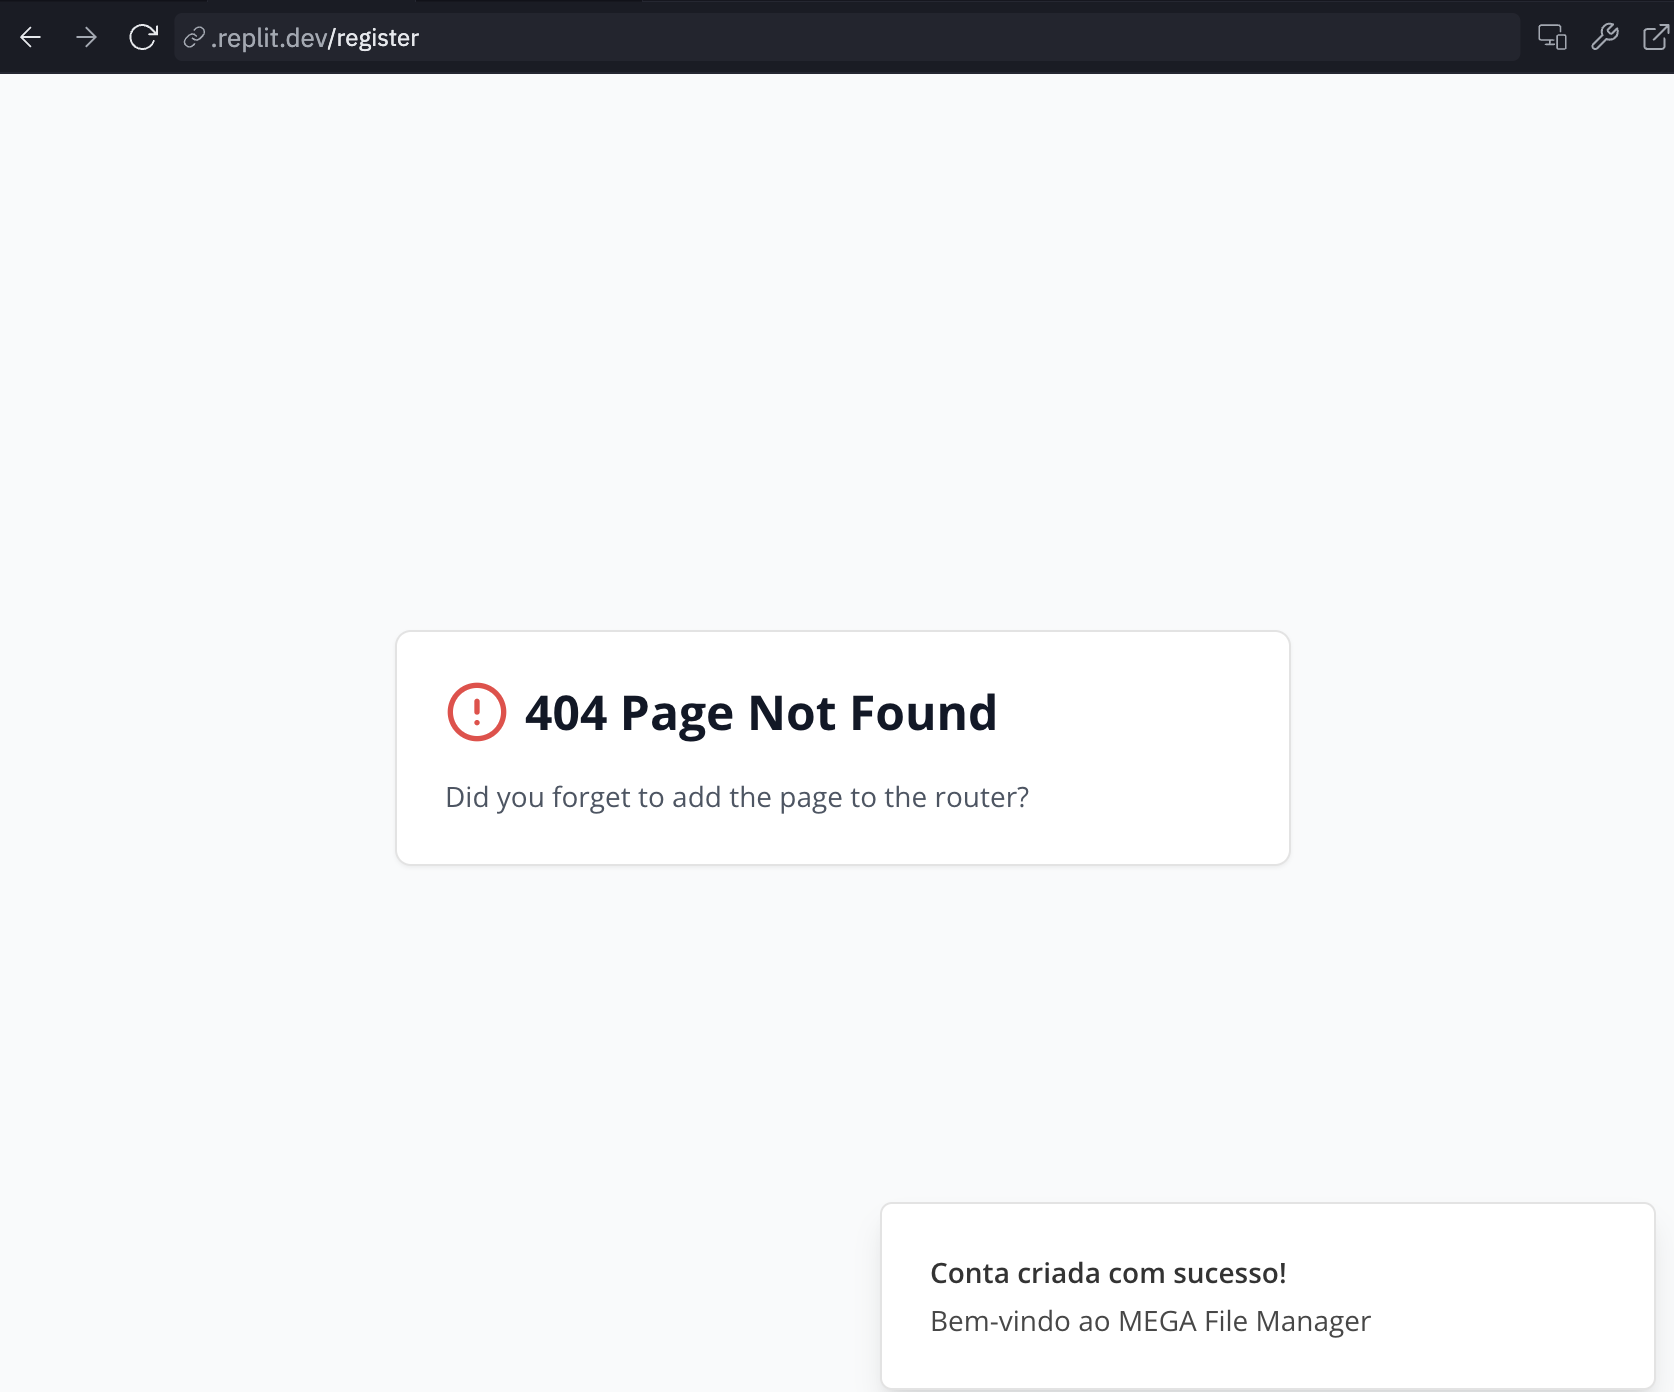 .replit.dev/register
404 Page Not Found
Did you forget to add the page to the router?
Conta criada com sucesso!
Bem-vindo ao MEGA File Manager